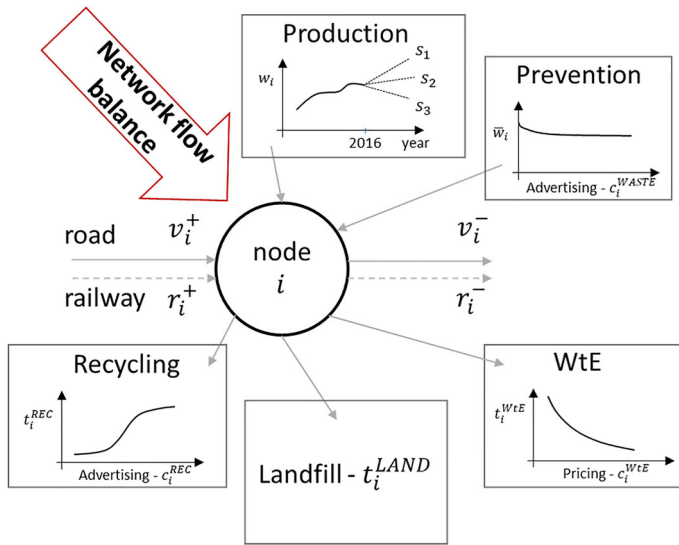 Production
w_i
s_1
s_2
s_3
2016 year
Prevention
w̅_i
Advertising - c_i^{WASTE}
Network flow
balance
road v_i^+
railway r_i^+
node
i
v_i^-
r_i^-
Recycling
t_i^{REC}
Advertising - c_i^{REC}
Landfill - t_i^{LAND}
WtE
t_i^{WtE}
Pricing - c_i^{WtE}